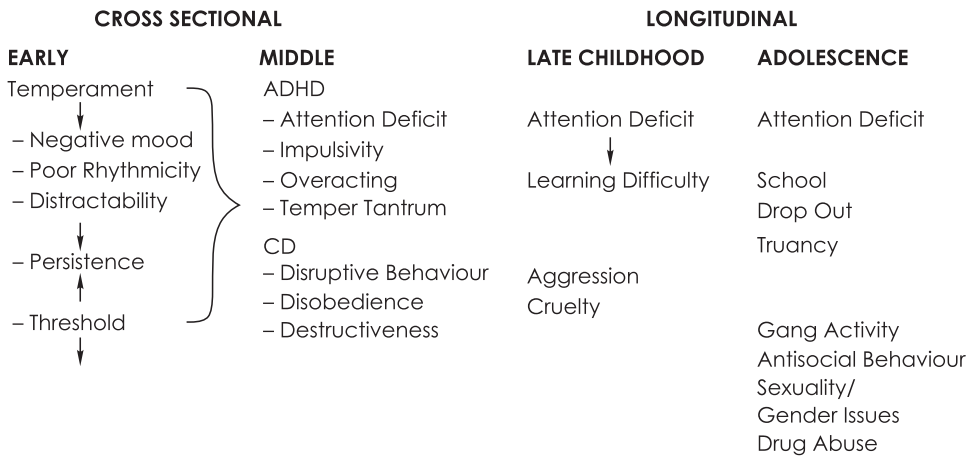 CROSS SECTIONAL
LONGITUDINAL
EARLY
Temperament
– Negative mood
– Poor Rhythmicity
– Distractability
– Persistence
– Threshold
MIDDLE
ADHD
– Attention Deficit
– Impulsivity
– Overacting
– Temper Tantrum
CD
– Disruptive Behaviour
– Disobedience
– Destructiveness
LATE CHILDHOOD
Attention Deficit
Learning Difficulty
Aggression
Cruelty
ADOLESCENCE
Attention Deficit
School
Drop Out
Truancy
Gang Activity
Antisocial Behaviour
Sexuality/
Gender Issues
Drug Abuse